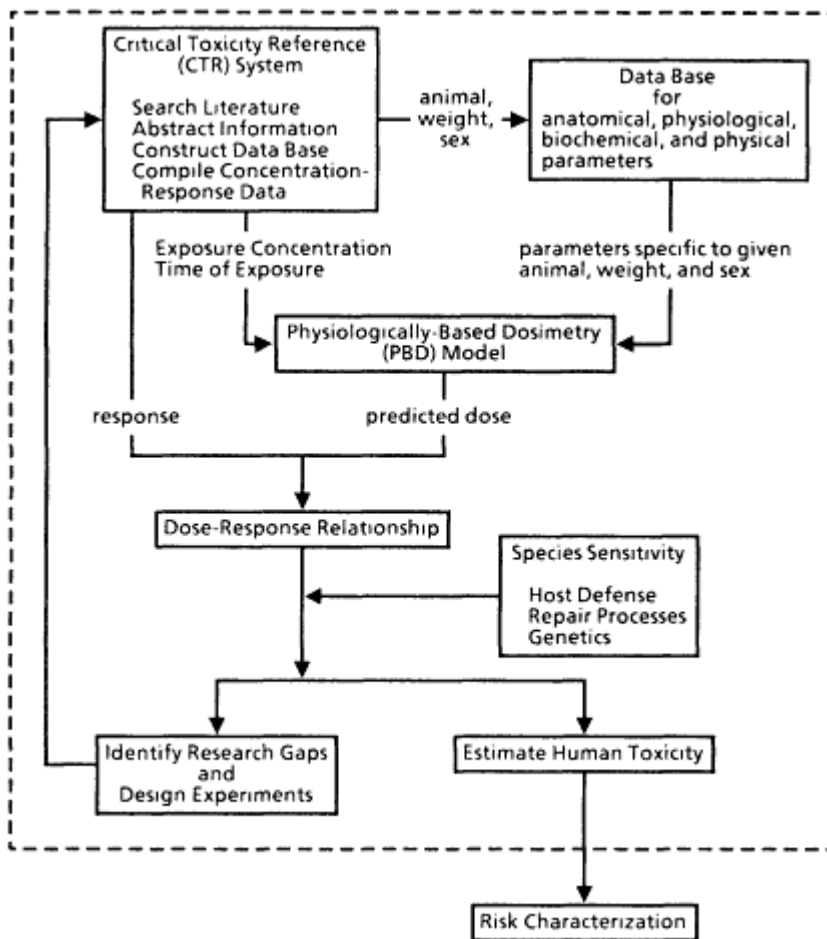 Critical Toxicity Reference
(CTR) System
Search Literature
Abstract Information
Construct Data Base
Compile Concentration-
Response Data
animal,
weight,
sex
Data Base
for
anatomical, physiological,
biochemical, and physical
parameters
Exposure Concentration
Time of Exposure
parameters specific to given
animal, weight, and sex
Physiologically-Based Dosimetry
(PBD) Model
response
predicted dose
Dose-Response Relationship
Species Sensitivity
Host Defense
Repair Processes
Genetics
Identify Research Gaps
and
Design Experiments
Estimate Human Toxicity
Risk Characterization